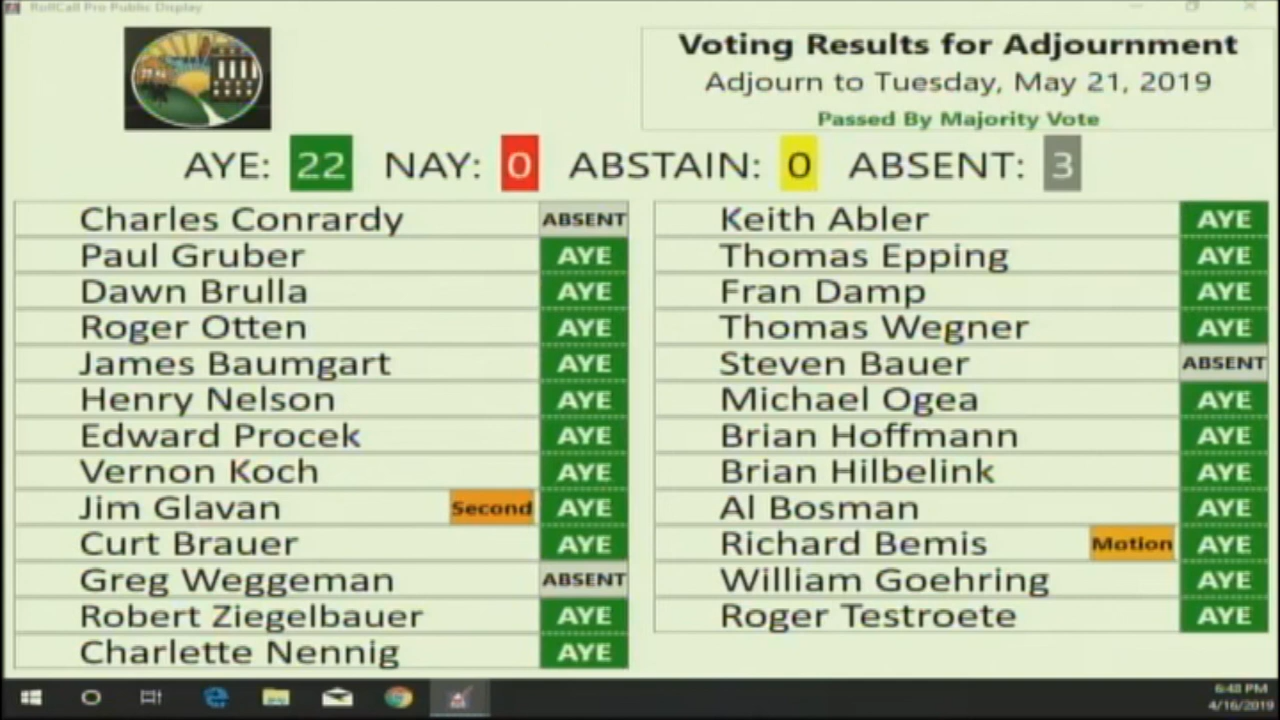 RollCall Pro Public Display
Voting Results for Adjournment
Adjourn to Tuesday, May 21, 2019
Passed By Majority Vote
AYE: 22 NAY: 0 ABSTAIN: 0 ABSENT: 3
Charles Conrardy ABSENT
Paul Gruber AYE
Dawn Brulla AYE
Roger Otten AYE
James Baumgart AYE
Henry Nelson AYE
Edward Procek AYE
Vernon Koch AYE
Jim Glavan Second AYE
Curt Brauer AYE
Greg Weggeman ABSENT
Robert Ziegelbauer AYE
Charlette Nennig AYE
Keith Abler AYE
Thomas Epping AYE
Fran Damp AYE
Thomas Wegner AYE
Steven Bauer ABSENT
Michael Ogea AYE
Brian Hoffmann AYE
Brian Hilbelink AYE
Al Bosman AYE
Richard Bemis Motion AYE
William Goehring AYE
Roger Testroete AYE
6:48 PM
4/16/2019